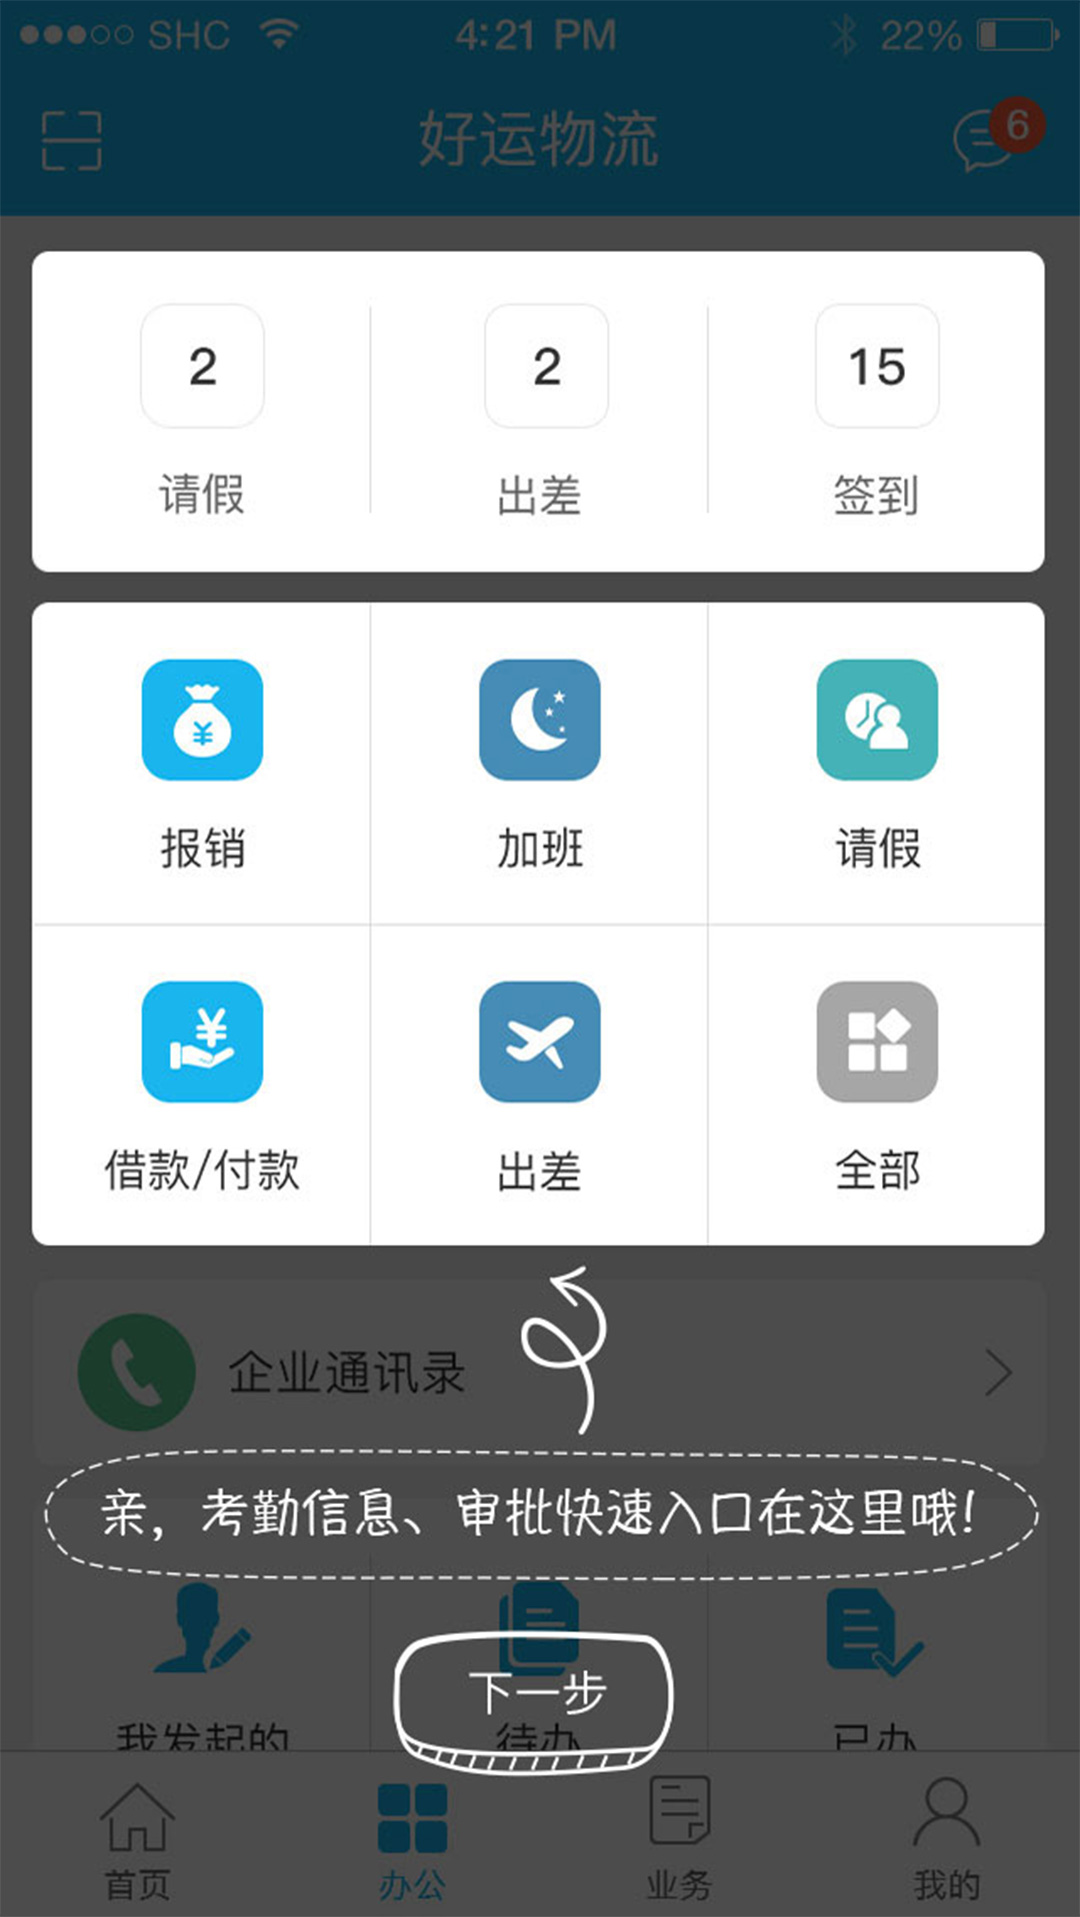 SHC 4:21 PM 22%
好运物流 6
2 2 15
请假 出差 签到
报销 加班 请假
借款/付款 出差 全部
企业通讯录
亲，考勤信息、审批快速入口在这里哦!
下一步
我发起的 待办 已办
首页 办公 业务 我的